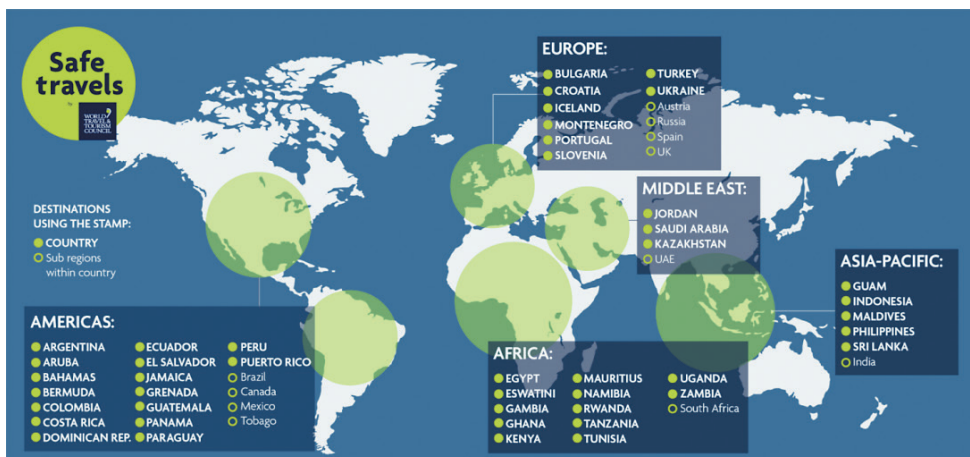 Safe
travels
by
WORLD
TRAVEL &
TOURISM
COUNCIL
DESTINATIONS
USING THE STAMP:
COUNTRY
Sub regions
within country
EUROPE:
BULGARIA
CROATIA
ICELAND
MONTENEGRO
PORTUGAL
SLOVENIA
TURKEY
UKRAINE
Austria
Russia
Spain
UK
MIDDLE EAST:
JORDAN
SAUDI ARABIA
KAZAKHSTAN
UAE
ASIA-PACIFIC:
GUAM
INDONESIA
MALDIVES
PHILIPPINES
SRI LANKA
India
AMERICAS:
ARGENTINA
ARUBA
BAHAMAS
BERMUDA
COLOMBIA
COSTA RICA
DOMINICAN REP.
ECUADOR
EL SALVADOR
JAMAICA
GRENADA
GUATEMALA
PANAMA
PARAGUAY
PERU
PUERTO RICO
Brazil
Canada
Mexico
Tobago
AFRICA:
EGYPT
ESWATINI
GAMBIA
GHANA
KENYA
MAURITIUS
NAMIBIA
RWANDA
TANZANIA
TUNISIA
UGANDA
ZAMBIA
South Africa